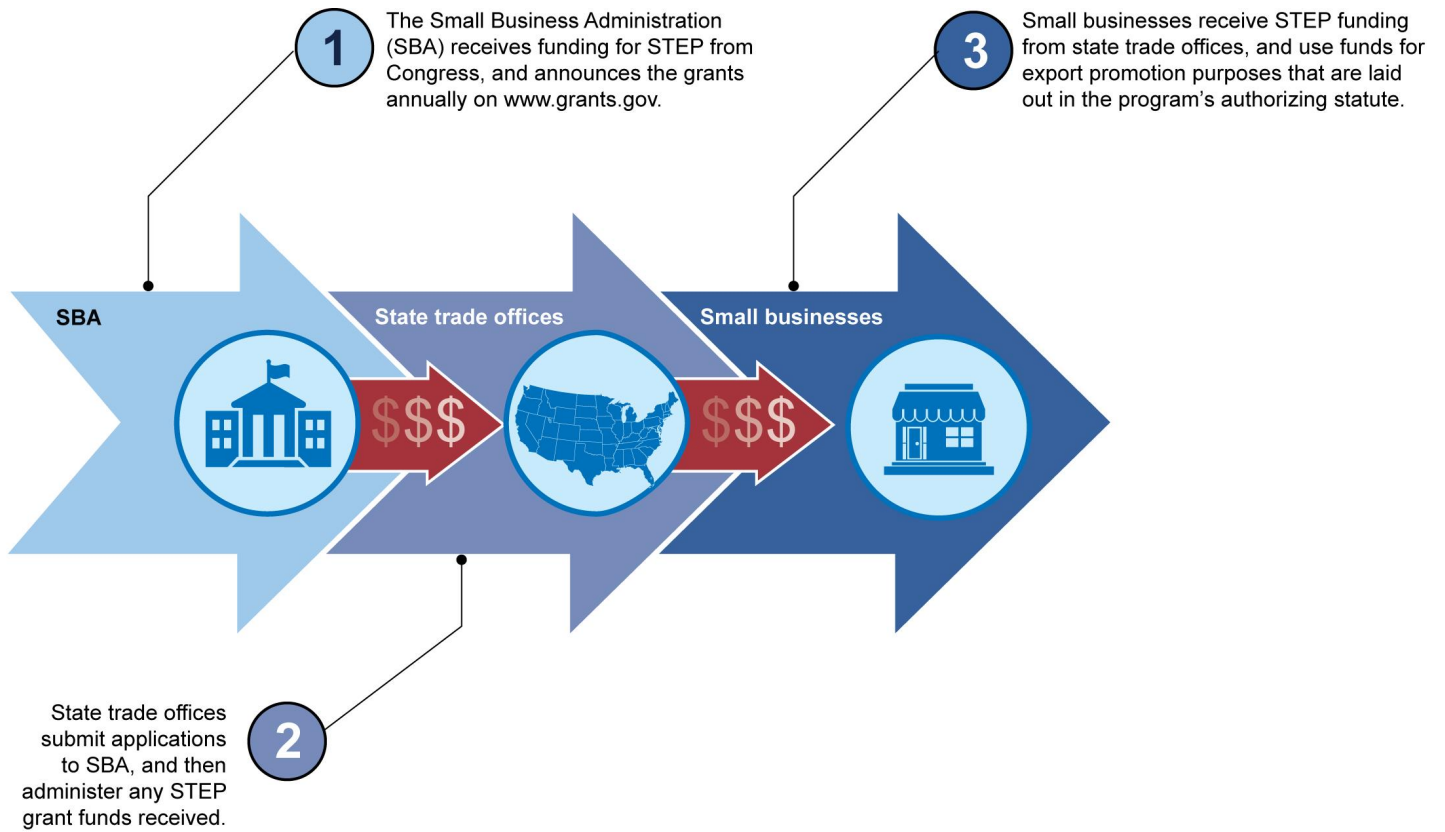 1
The Small Business Administration
(SBA) receives funding for STEP from
Congress, and announces the grants
annually on www.grants.gov.
3
Small businesses receive STEP funding
from state trade offices, and use funds for
export promotion purposes that are laid
out in the program’s authorizing statute.
SBA
State trade offices
Small businesses
$$$
$$$
State trade offices
submit applications
to SBA, and then
administer any STEP
grant funds received.
2